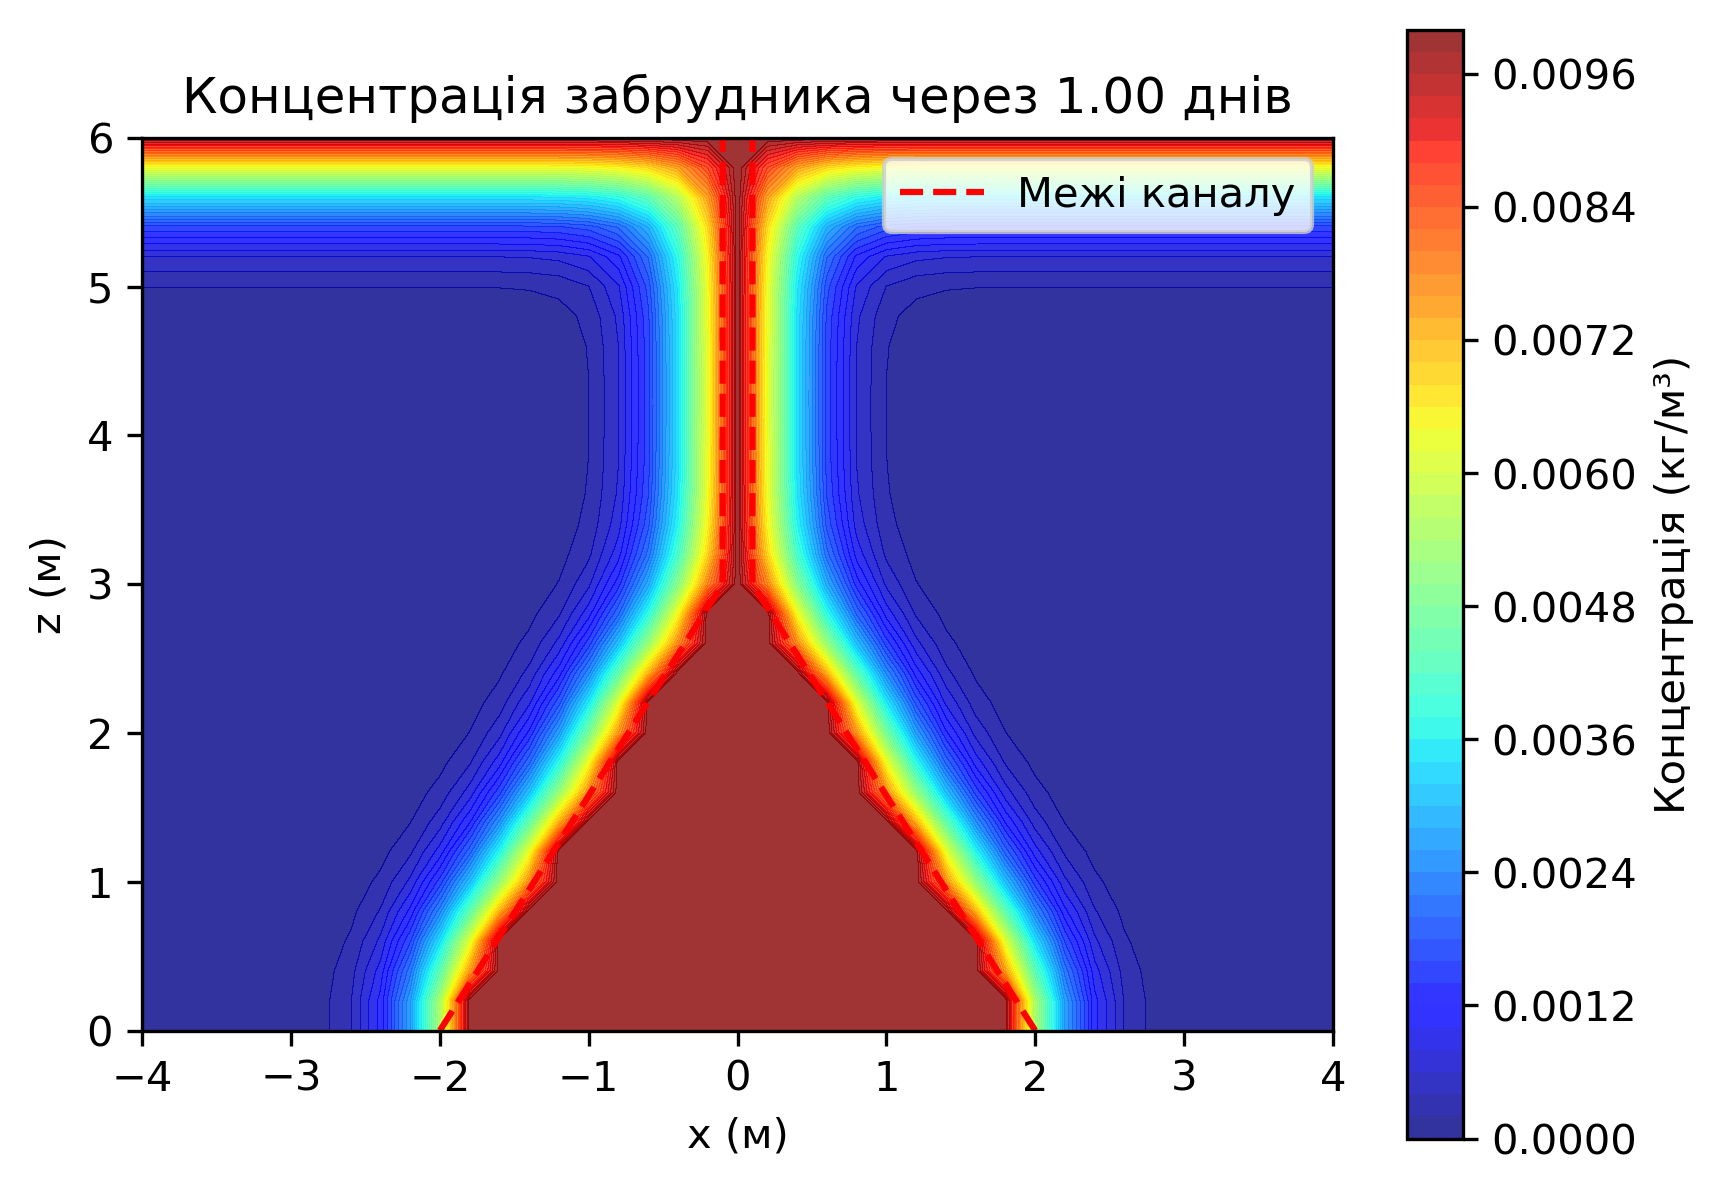 Концентрація забрудника через 1.00 днів
Межі каналу
6
5
4
3
2
1
0
z (м)
−4 −3 −2 −1 0 1 2 3 4
x (м)
0.0096
0.0084
0.0072
0.0060
0.0048
0.0036
0.0024
0.0012
0.0000
Концентрація (кг/м³)